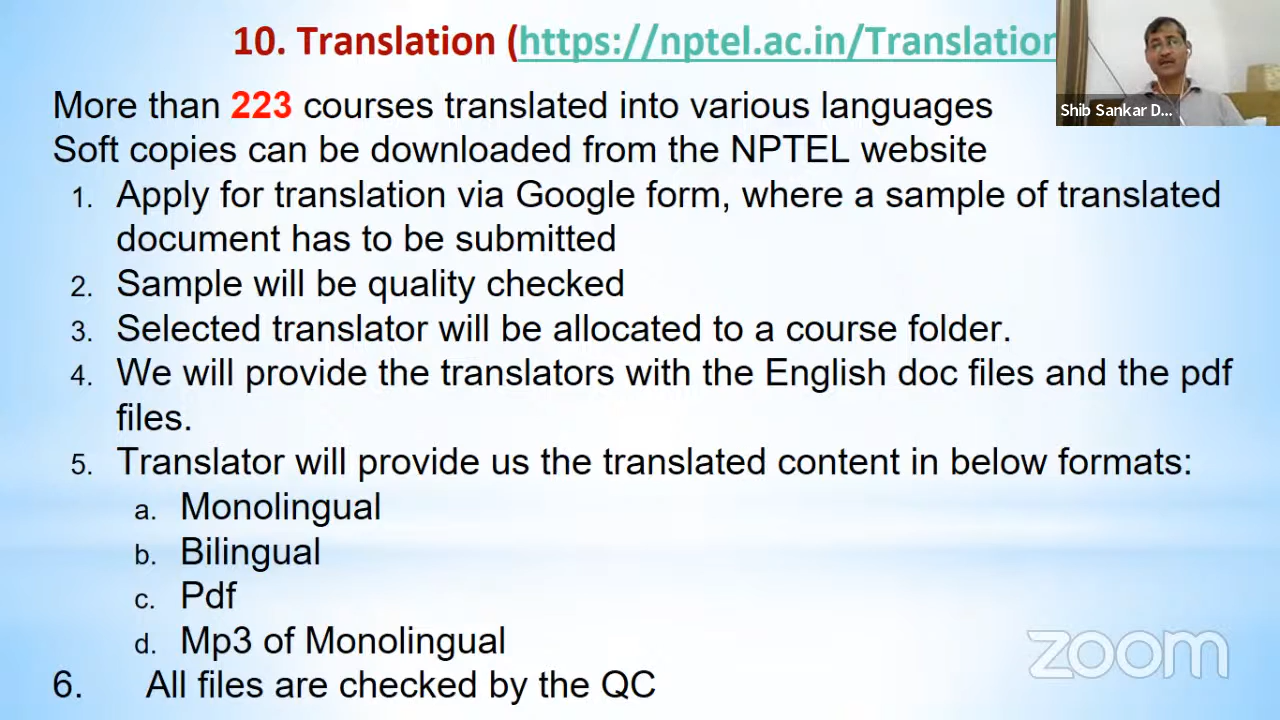 10. Translation (https://nptel.ac.in/Translation
Shib Sankar D...
More than 223 courses translated into various languages
Soft copies can be downloaded from the NPTEL website
1. Apply for translation via Google form, where a sample of translated
document has to be submitted
2. Sample will be quality checked
3. Selected translator will be allocated to a course folder.
4. We will provide the translators with the English doc files and the pdf
files.
5. Translator will provide us the translated content in below formats:
a. Monolingual
b. Bilingual
c. Pdf
d. Mp3 of Monolingual
6. All files are checked by the QC
zoom